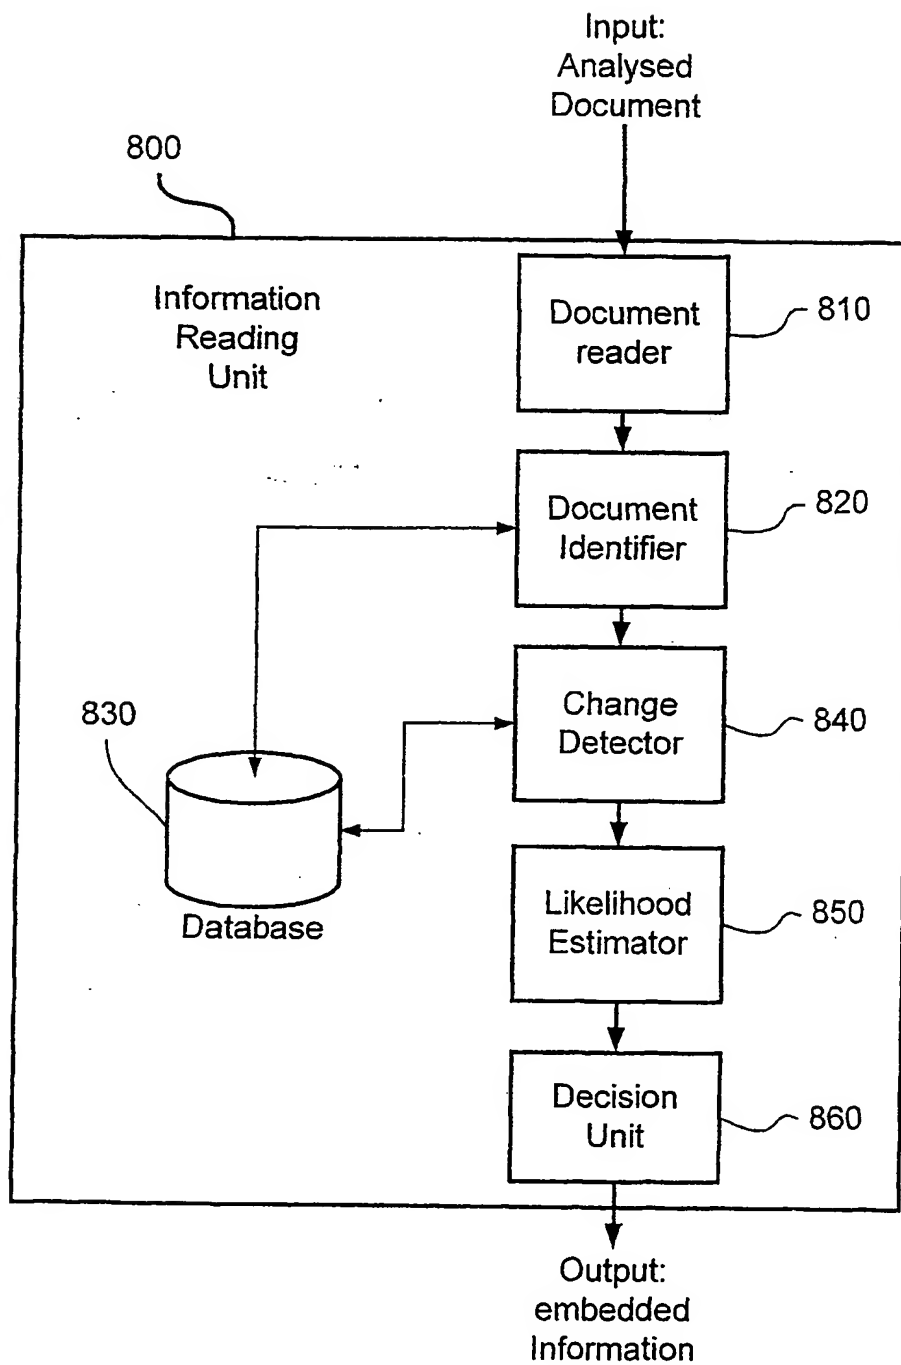 Input:
Analysed
Document
800
Information
Reading
Unit
Document
reader
810
Document
Identifier
820
Change
Detector
840
830
Database
Likelihood
Estimator
850
Decision
Unit
860
Output:
embedded
Information